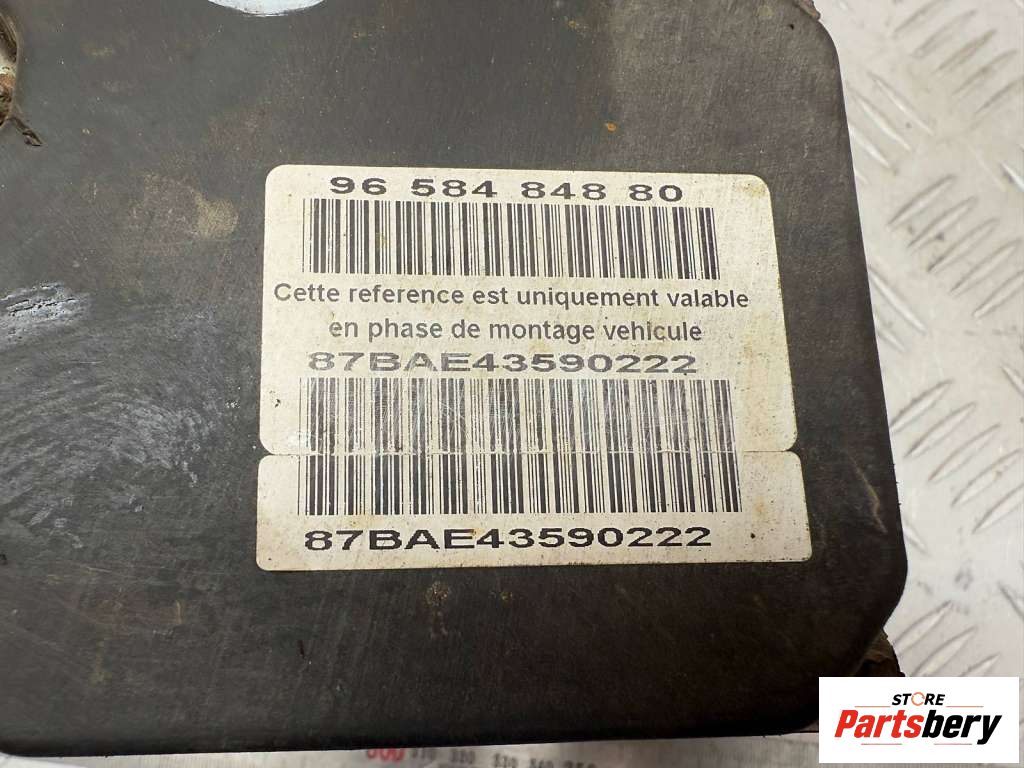 96 584 848 80
Cette reference est uniquement valable
en phase de montage vehicule
87BAE43590222
87BAE43590222
STORE
Partsbery